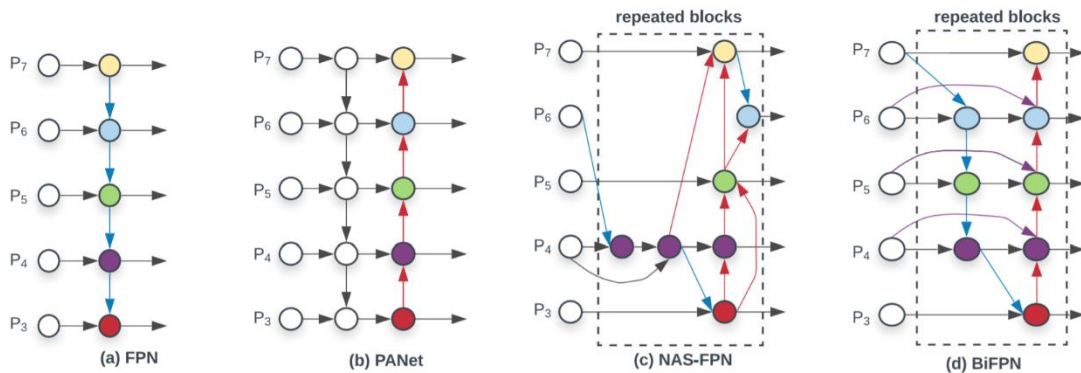 repeated blocks
repeated blocks
P7
P7
P7
P7
P6
P6
P6
P6
P5
P5
P5
P5
P4
P4
P4
P4
P3
P3
P3
P3
(a) FPN
(b) PANet
(c) NAS-FPN
(d) BiFPN